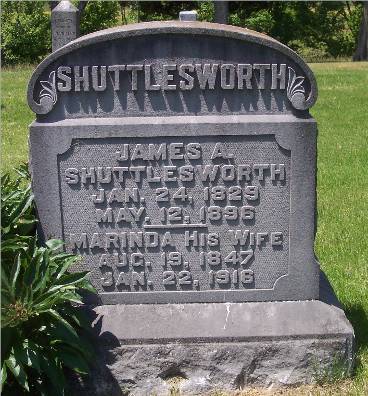 SHUTTLESWORTH
JAMES A.
SHUTTLESWORTH
JAN. 24, 1829
MAY. 12, 1896
MARINDA HIS WIFE
AUG. 19, 1847
JAN. 22, 1916